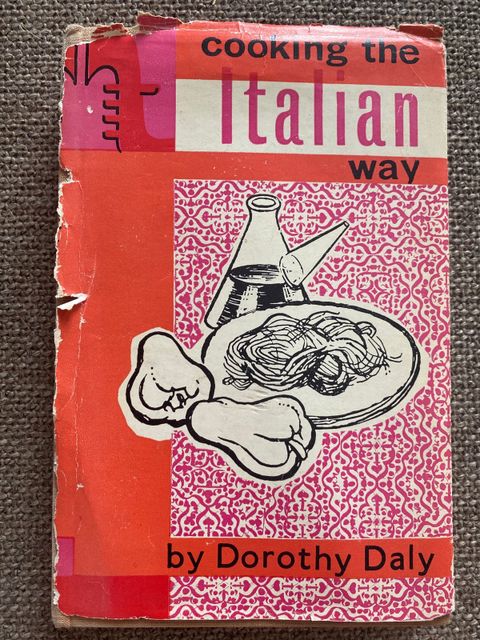 cooking the
Italian
way
by Dorothy Daly